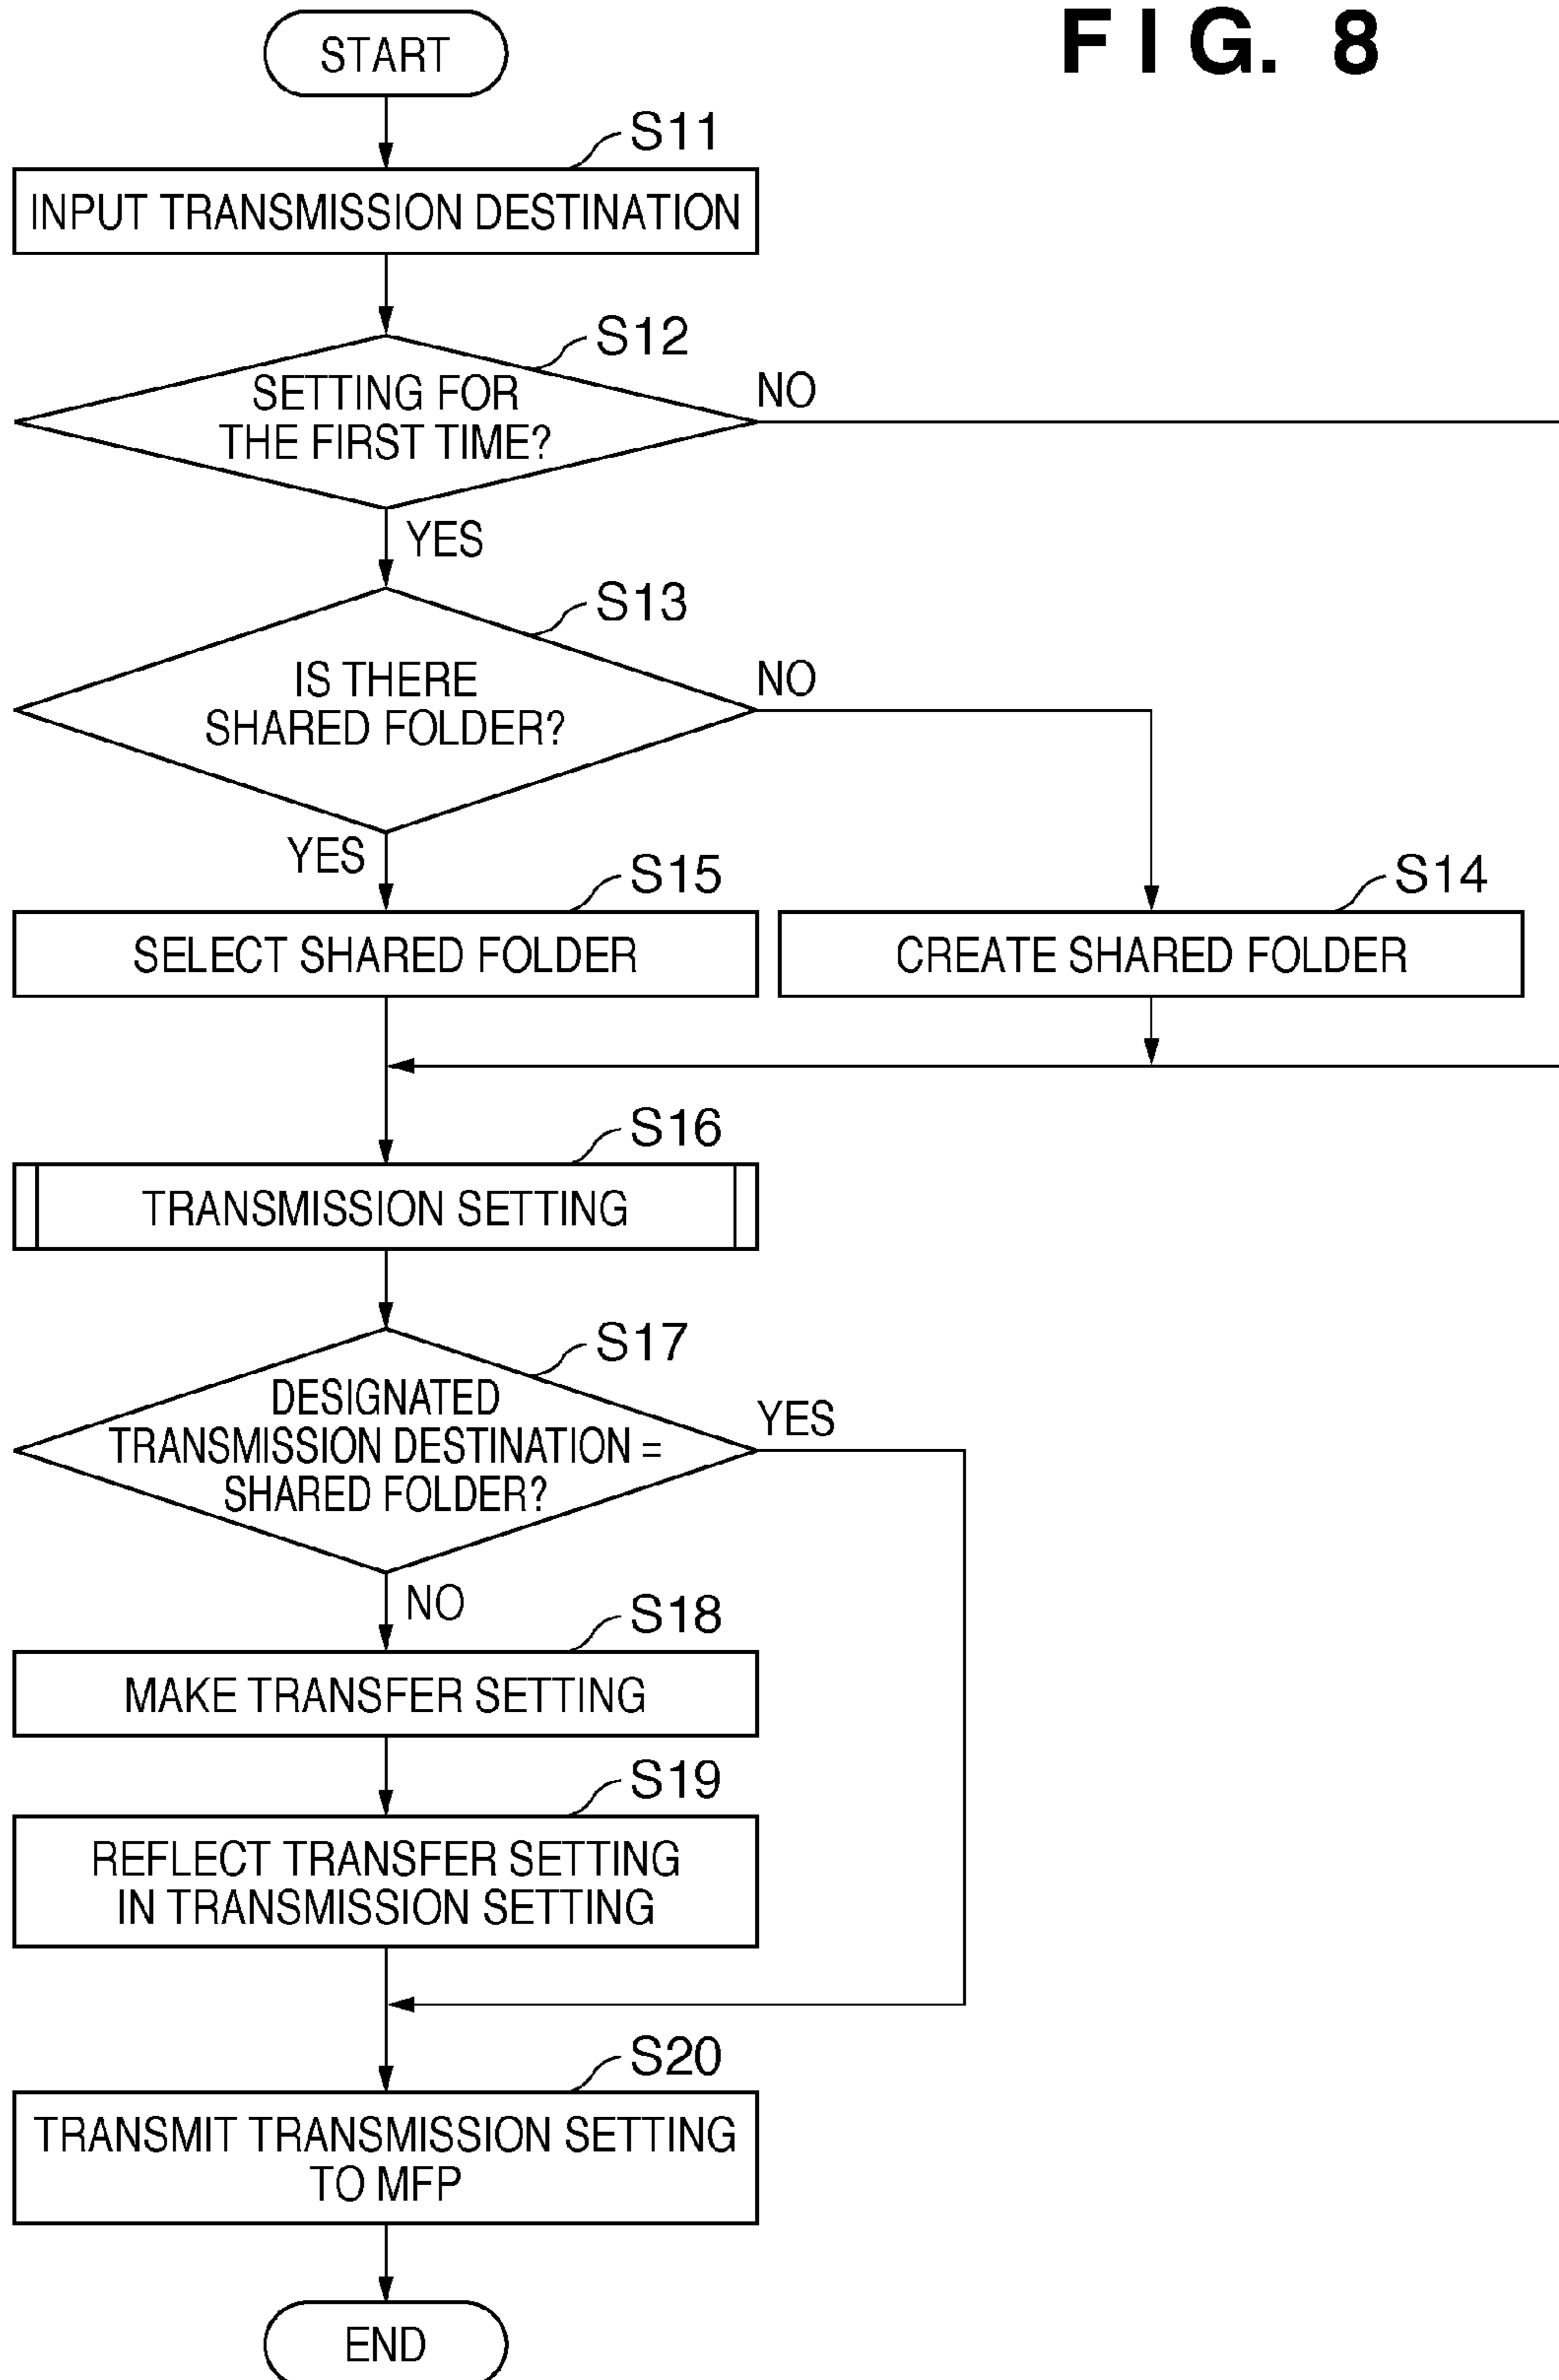 FIG. 8
START
S11
INPUT TRANSMISSION DESTINATION
S12
SETTING FOR
THE FIRST TIME?
NO
YES
S13
IS THERE
SHARED FOLDER?
NO
YES
S15
SELECT SHARED FOLDER
S14
CREATE SHARED FOLDER
S16
TRANSMISSION SETTING
S17
DESIGNATED
TRANSMISSION DESTINATION =
SHARED FOLDER?
YES
NO
S18
MAKE TRANSFER SETTING
S19
REFLECT TRANSFER SETTING
IN TRANSMISSION SETTING
S20
TRANSMIT TRANSMISSION SETTING
TO MFP
END